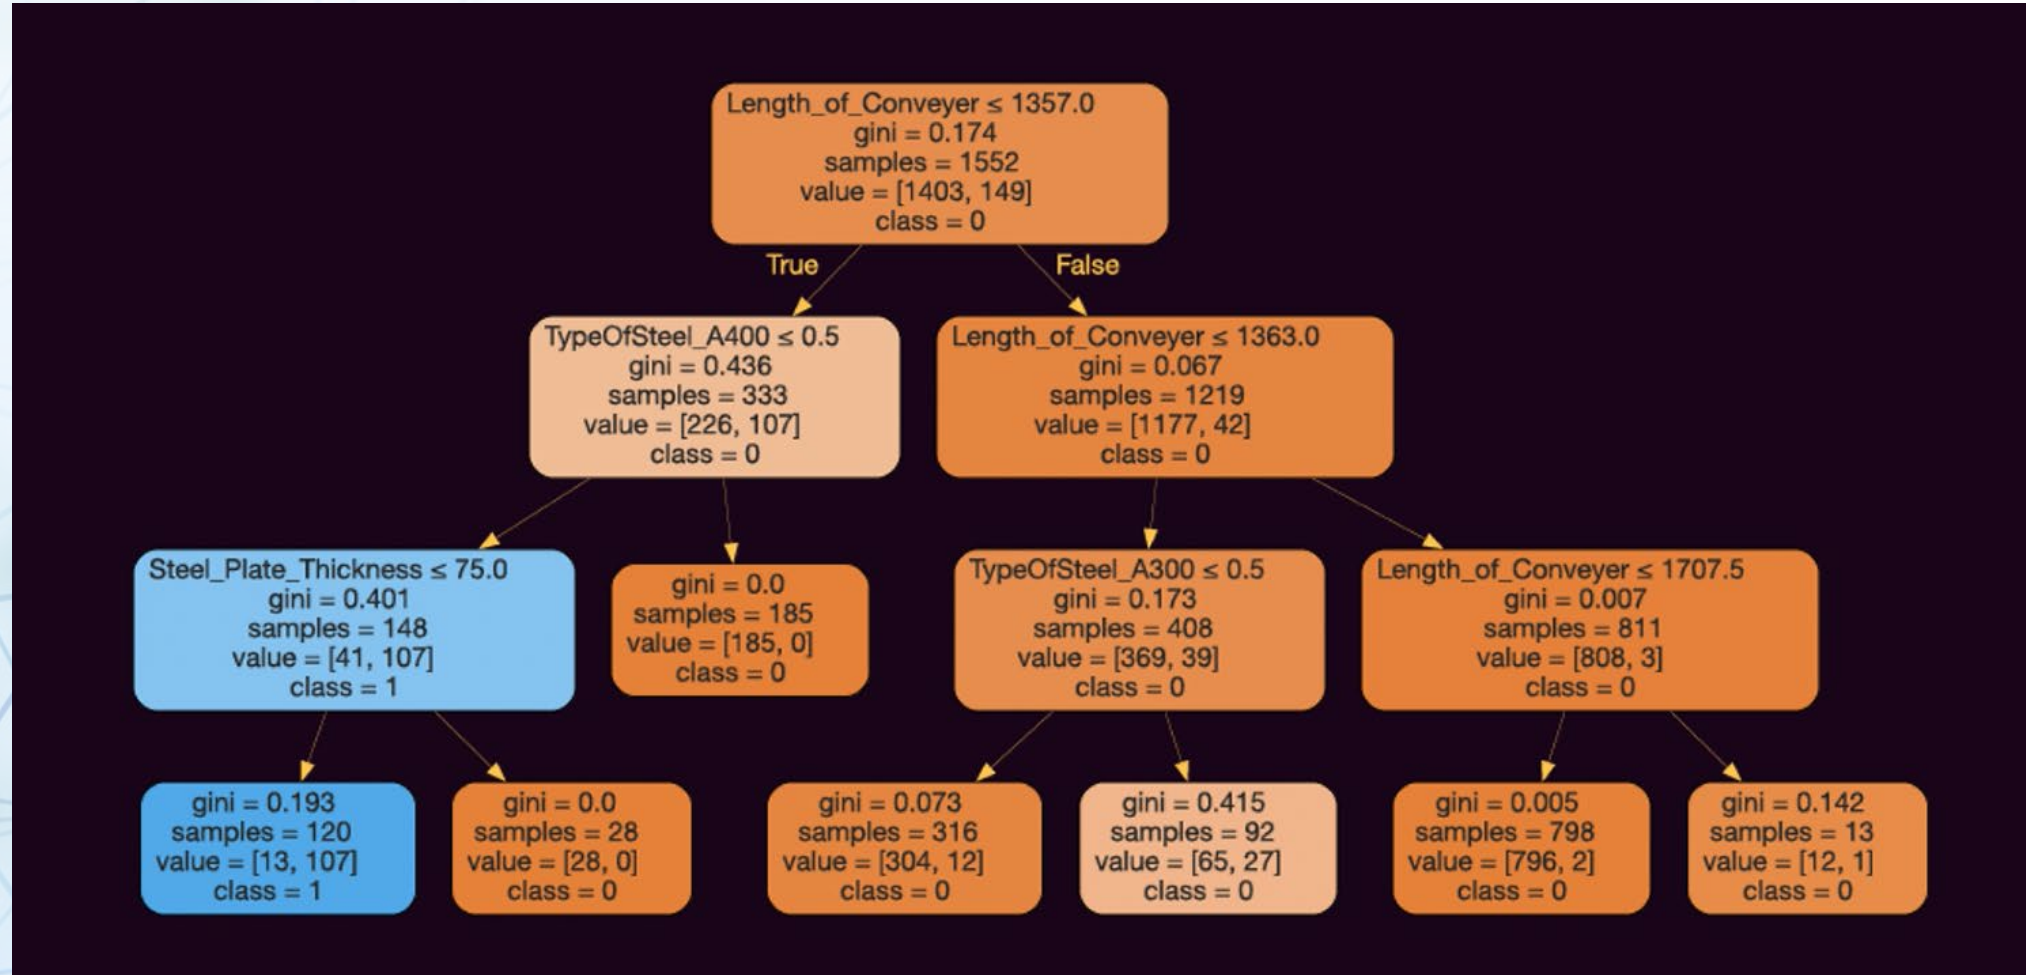 Length_of_Conveyer ≤ 1357.0
gini = 0.174
samples = 1552
value = [1403, 149]
class = 0
True
False
TypeOfSteel_A400 ≤ 0.5
gini = 0.436
samples = 333
value = [226, 107]
class = 0
Length_of_Conveyer ≤ 1363.0
gini = 0.067
samples = 1219
value = [1177, 42]
class = 0
Steel_Plate_Thickness ≤ 75.0
gini = 0.401
samples = 148
value = [41, 107]
class = 1
gini = 0.0
samples = 185
value = [185, 0]
class = 0
TypeOfSteel_A300 ≤ 0.5
gini = 0.173
samples = 408
value = [369, 39]
class = 0
Length_of_Conveyer ≤ 1707.5
gini = 0.007
samples = 811
value = [808, 3]
class = 0
gini = 0.193
samples = 120
value = [13, 107]
class = 1
gini = 0.0
samples = 28
value = [28, 0]
class = 0
gini = 0.073
samples = 316
value = [304, 12]
class = 0
gini = 0.415
samples = 92
value = [65, 27]
class = 0
gini = 0.005
samples = 798
value = [796, 2]
class = 0
gini = 0.142
samples = 13
value = [12, 1]
class = 0